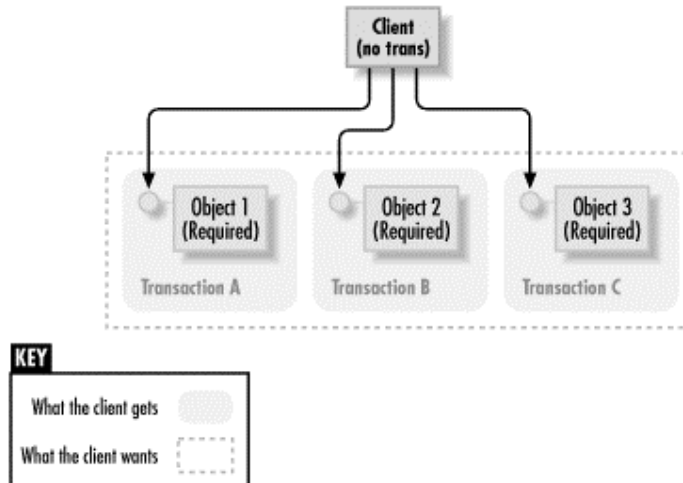 Client
(no trans)
Object 1
(Required)
Object 2
(Required)
Object 3
(Required)
Transaction A
Transaction B
Transaction C
KEY
What the client gets
What the client wants